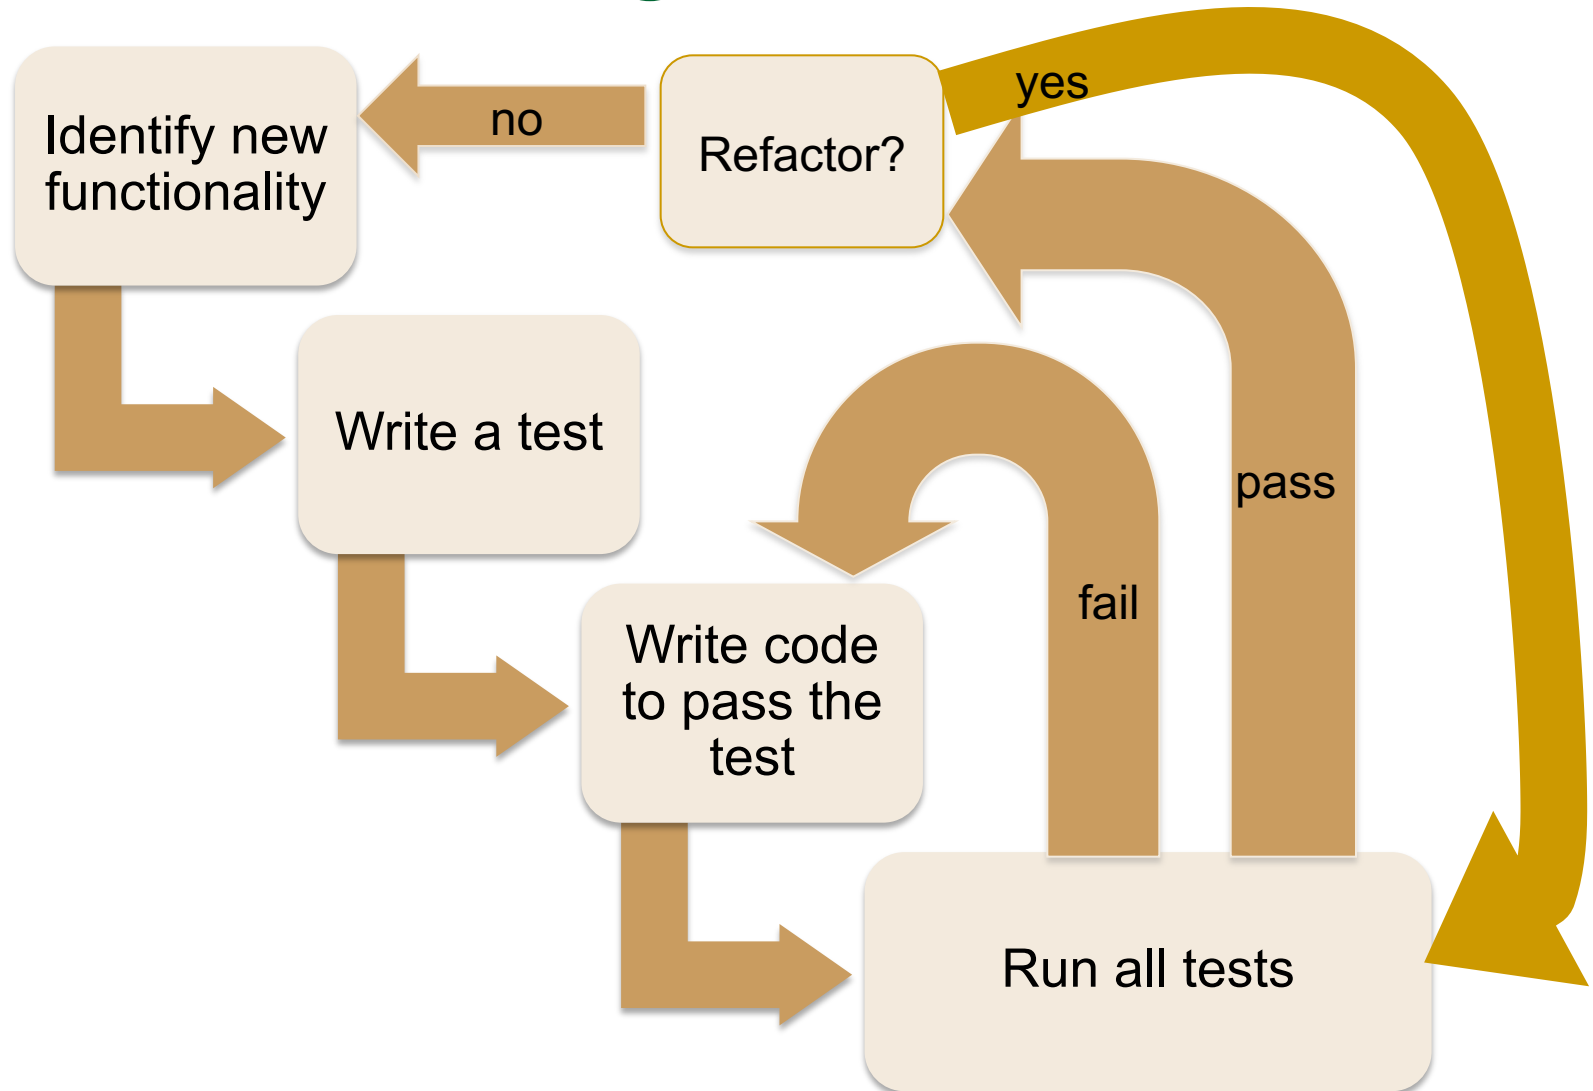 Identify new
functionality
no
Refactor?
yes
Write a test
pass
fail
Write code
to pass the
test
Run all tests